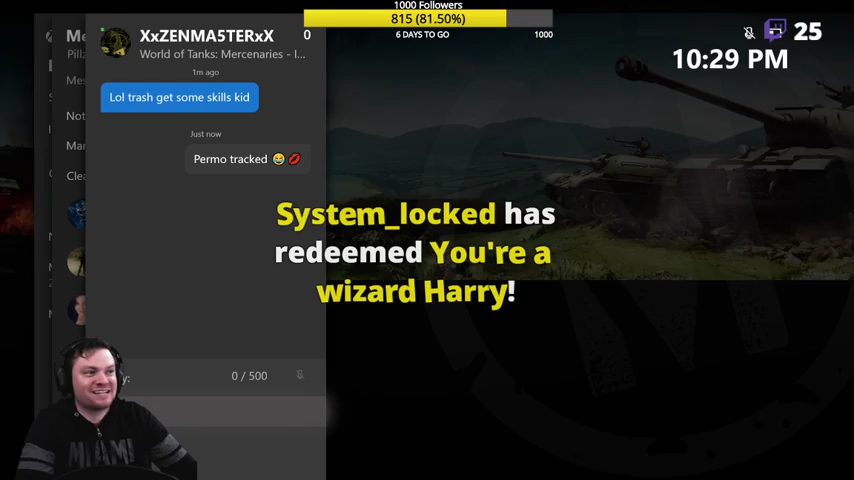 1000 Followers
815 (81.50%)
0
6 DAYS TO GO
1000
25
10:29 PM
XxZENMA5TERxX
World of Tanks: Mercenaries - I...
1m ago
Lol trash get some skills kid
Just now
Permo tracked 😂 💋
System_locked has
redeemed You're a
wizard Harry!
0 / 500
MIAMI